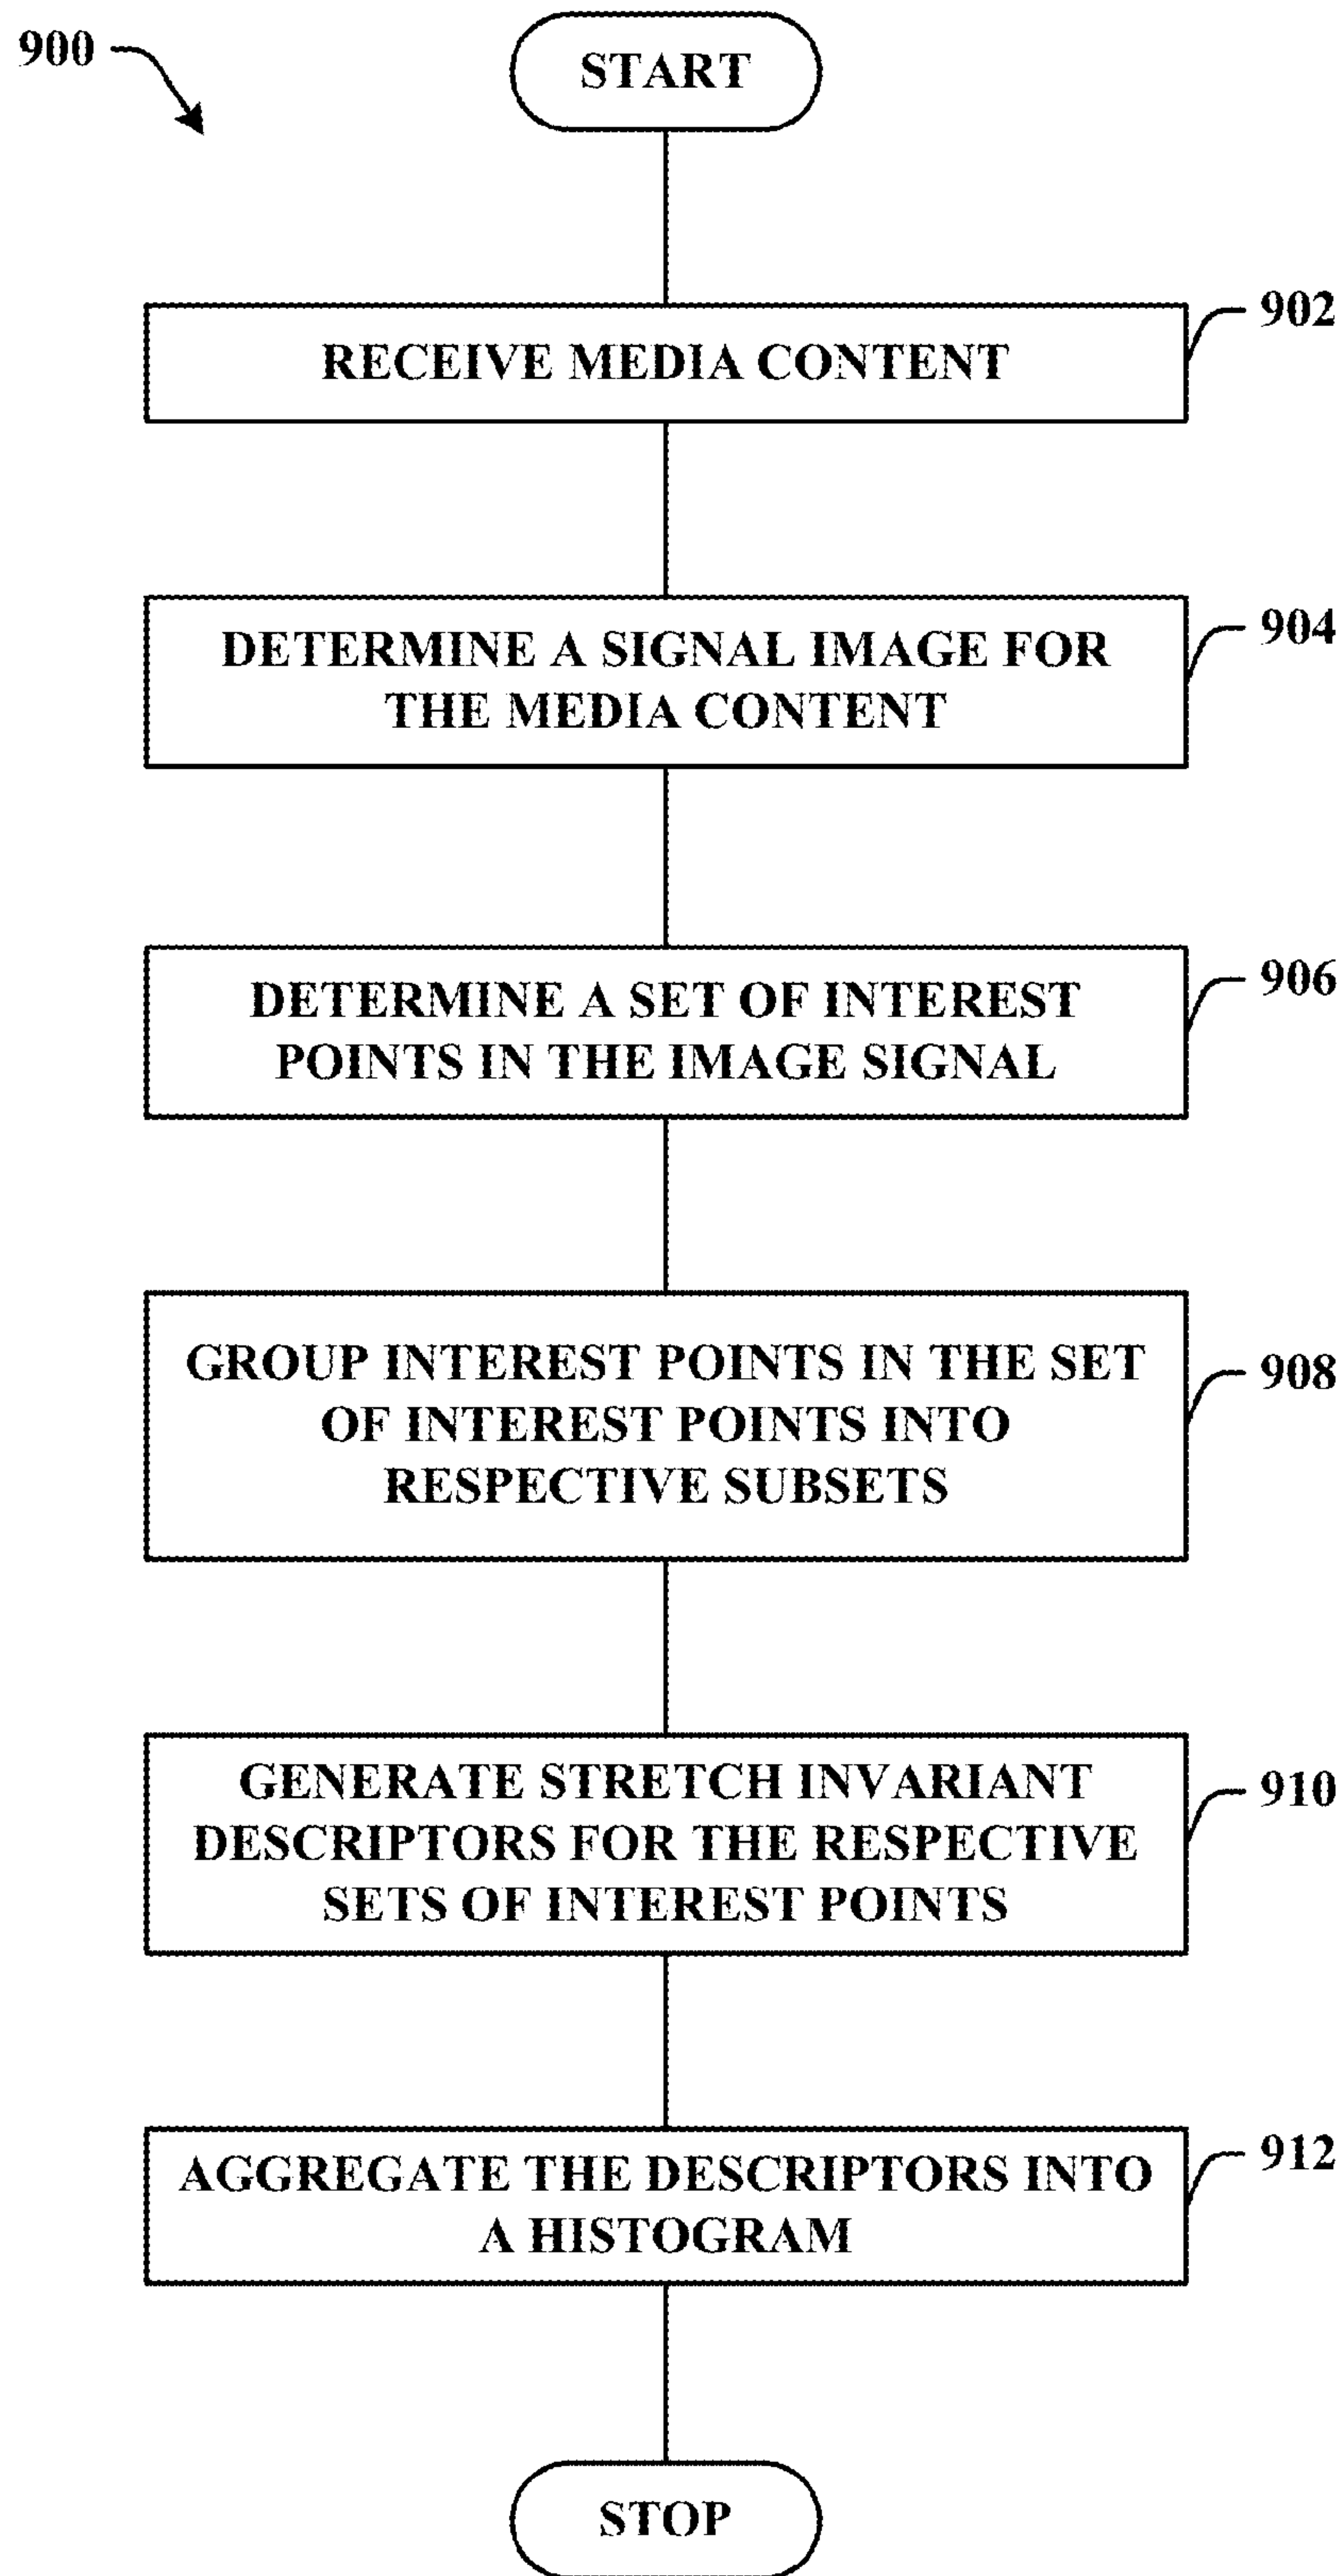 900
START
902
RECEIVE MEDIA CONTENT
904
DETERMINE A SIGNAL IMAGE FOR
THE MEDIA CONTENT
906
DETERMINE A SET OF INTEREST
POINTS IN THE IMAGE SIGNAL
908
GROUP INTEREST POINTS IN THE SET
OF INTEREST POINTS INTO
RESPECTIVE SUBSETS
910
GENERATE STRETCH INVARIANT
DESCRIPTORS FOR THE RESPECTIVE
SETS OF INTEREST POINTS
912
AGGREGATE THE DESCRIPTORS INTO
A HISTOGRAM
STOP